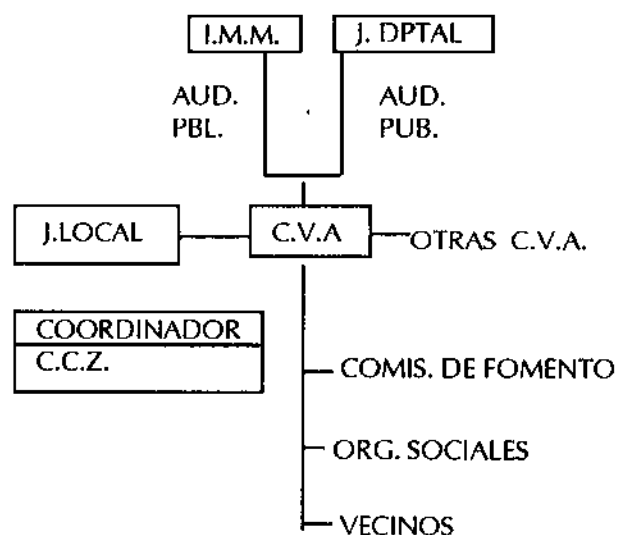 I.M.M.
J. DPTAL
AUD.
PBL.
AUD.
PUB.
J.LOCAL
C.V.A
OTRAS C.V.A.
COORDINADOR
C.C.Z.
COMIS. DE FOMENTO
ORG. SOCIALES
VECINOS